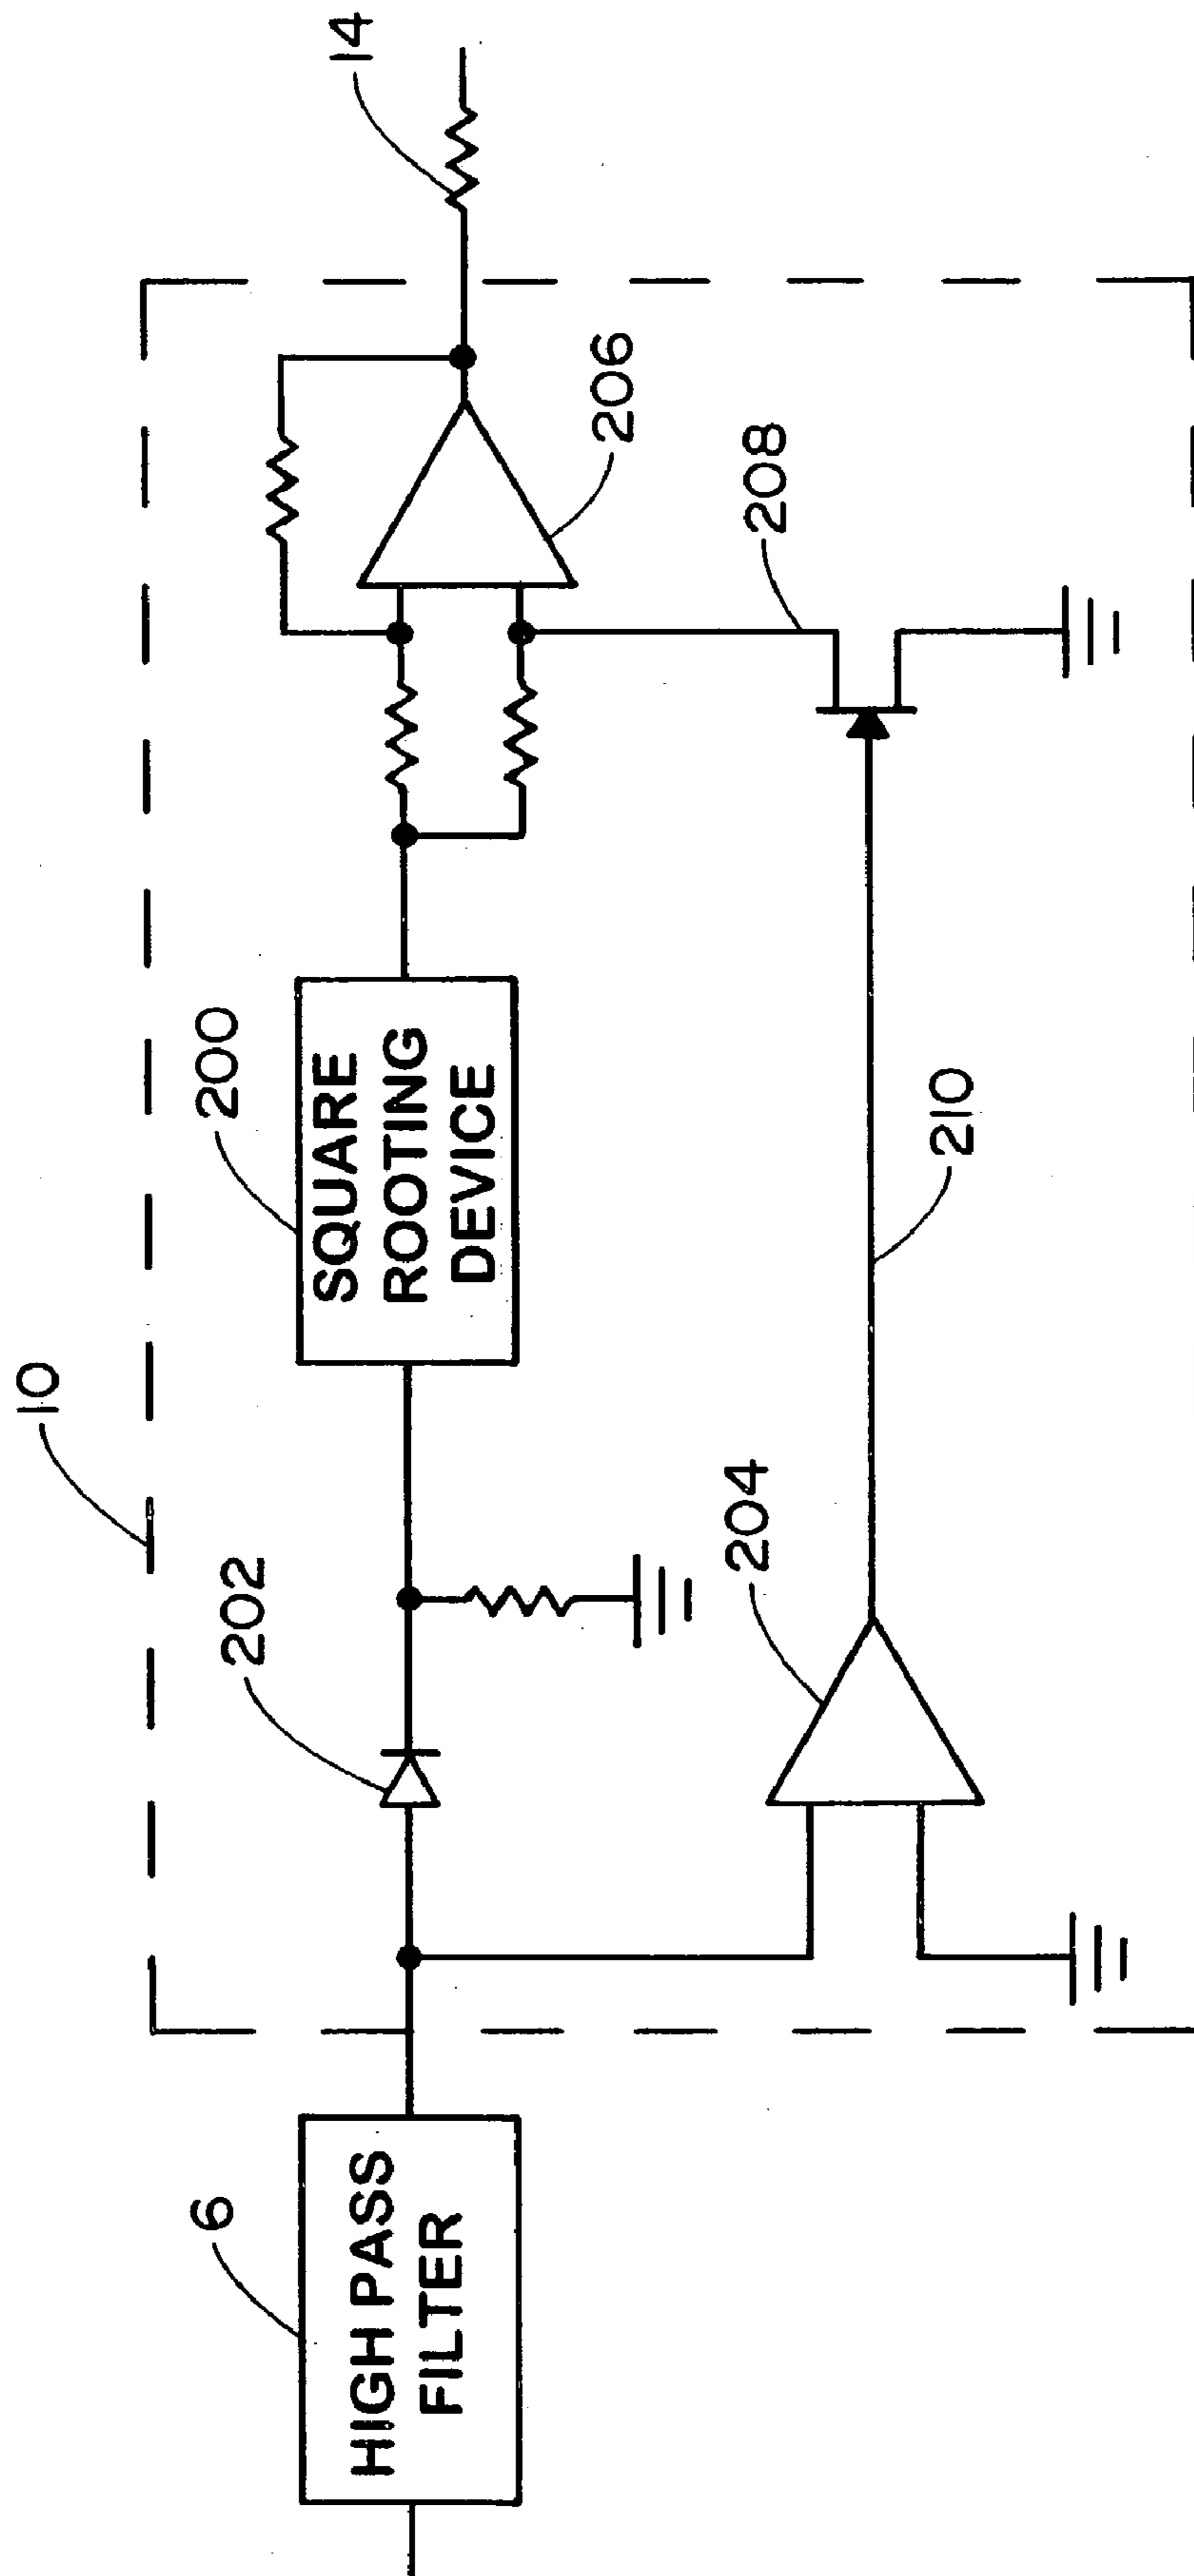 6
HIGH PASS
FILTER
10
202
204
200
SQUARE
ROOTING
DEVICE
210
206
208
14